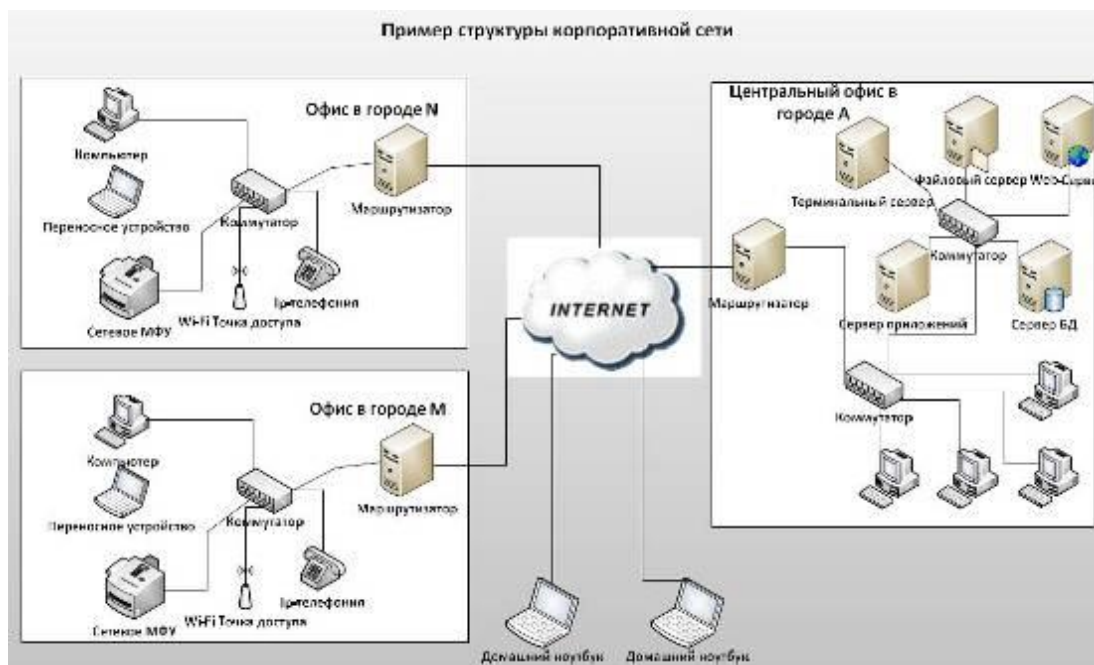 Пример структуры корпоративной сети
Офис в городе N
Компьютер
Переносное устройство
Коммутатор
Маршрутизатор
Ip-телефония
Wi-Fi Точка доступа
Сетевое МФУ
Офис в городе M
Компьютер
Переносное устройство
Коммутатор
Маршрутизатор
Ip-телефония
Wi-Fi Точка доступа
Сетевое МФУ
INTERNET
Домашний ноутбук
Домашний ноутбук
Центральный офис в
городе A
Файловый сервер
Web-Серве
Терминальный сервер
Коммутатор
Маршрутизатор
Сервер приложений
Сервер БД
Коммутатор